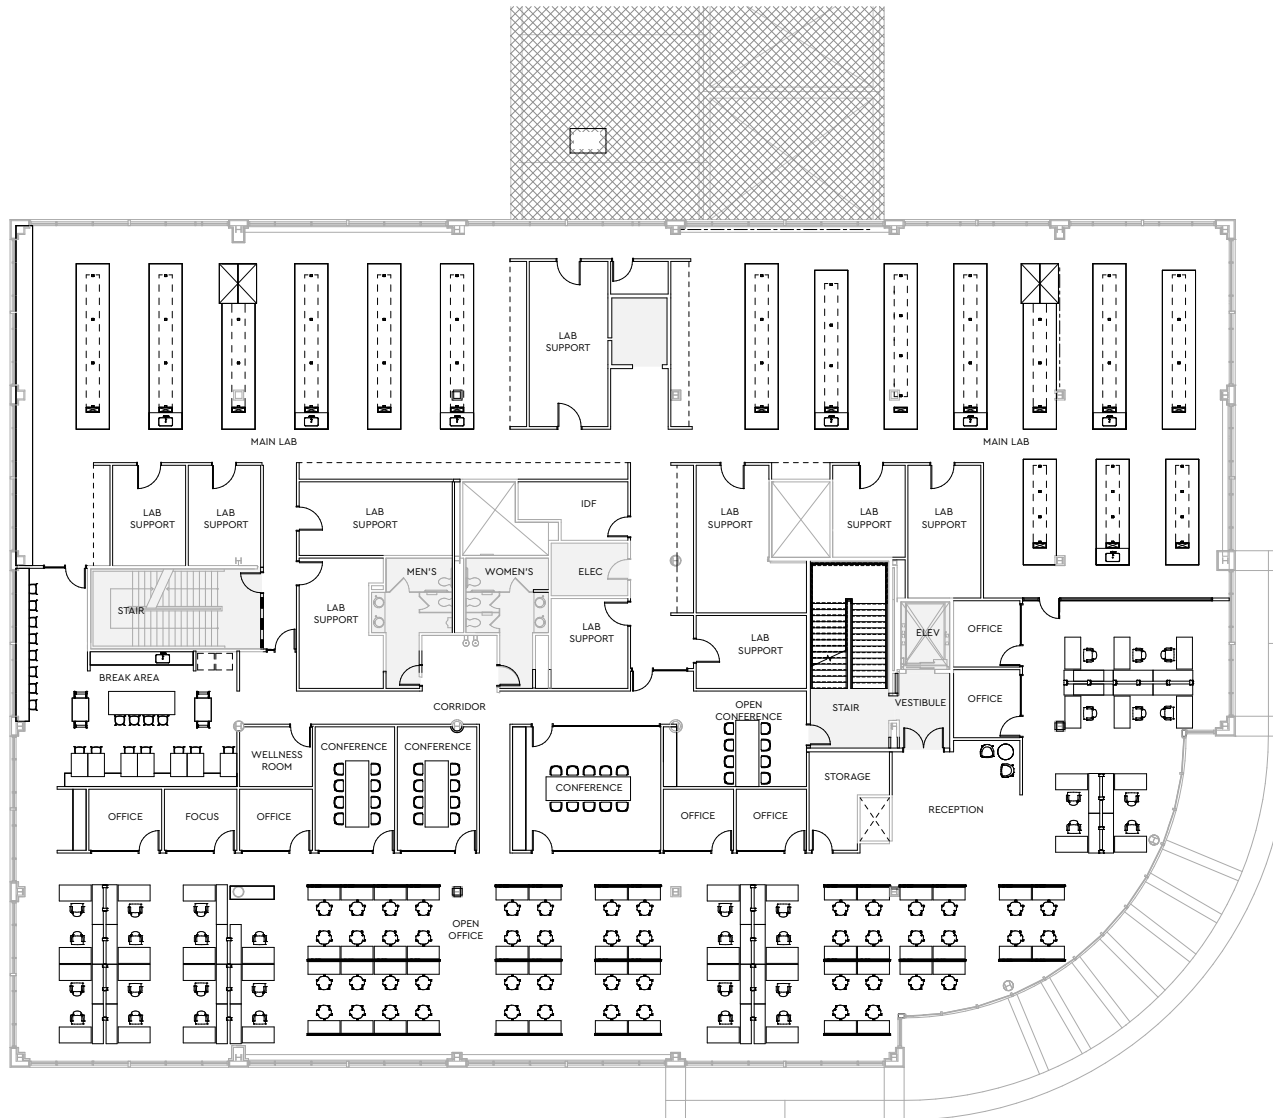 LAB
SUPPORT
MAIN LAB
MAIN LAB
LAB
SUPPORT
LAB
SUPPORT
LAB
SUPPORT
IDF
LAB
SUPPORT
LAB
SUPPORT
LAB
SUPPORT
MEN'S
WOMEN'S
ELEC
STAIR
LAB
SUPPORT
LAB
SUPPORT
LAB
SUPPORT
ELEV
OFFICE
BREAK AREA
OFFICE
VESTIBULE
CORRIDOR
OPEN
CONFERENCE
STAIR
WELLNESS
ROOM
CONFERENCE
CONFERENCE
CONFERENCE
STORAGE
RECEPTION
OFFICE
FOCUS
OFFICE
OFFICE
OFFICE
OPEN
OFFICE